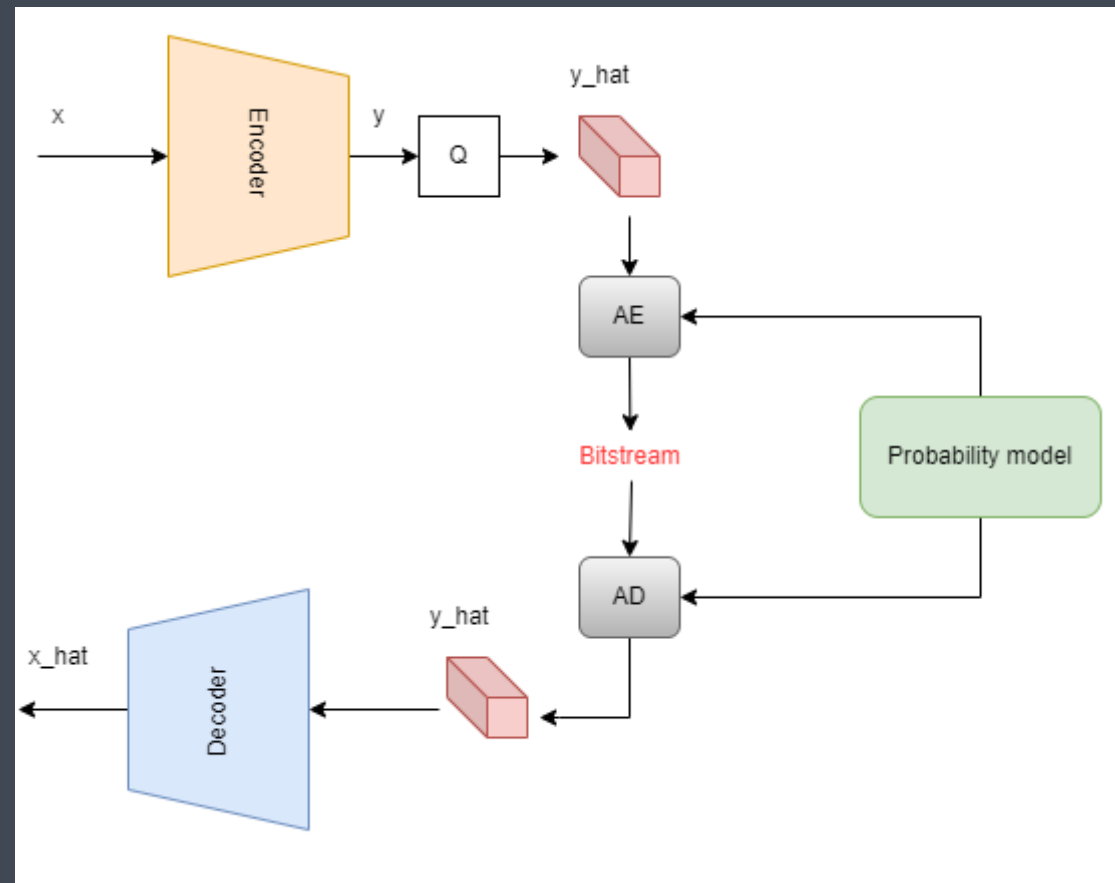 y_hat
x
Encoder
y
Q
AE
Bitstream
Probability model
AD
y_hat
x_hat
Decoder